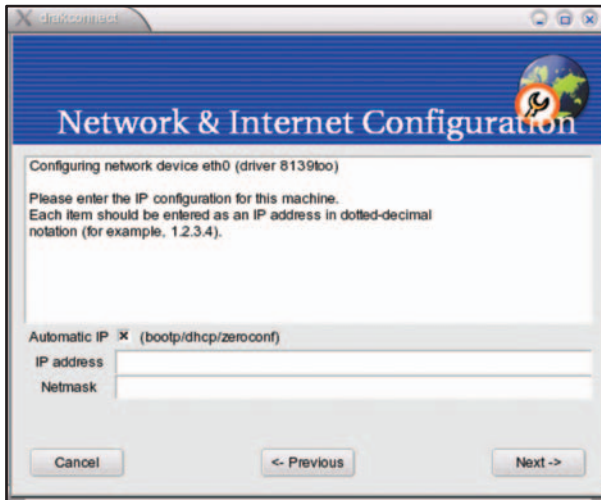 drakconnect
Network & Internet Configuration
Configuring network device eth0 (driver 8139too)
Please enter the IP configuration for this machine.
Each item should be entered as an IP address in dotted-decimal
notation (for example, 1.2.3.4).
Automatic IP (bootp/dhcp/zeroconf)
IP address
Netmask
Cancel
<- Previous
Next ->